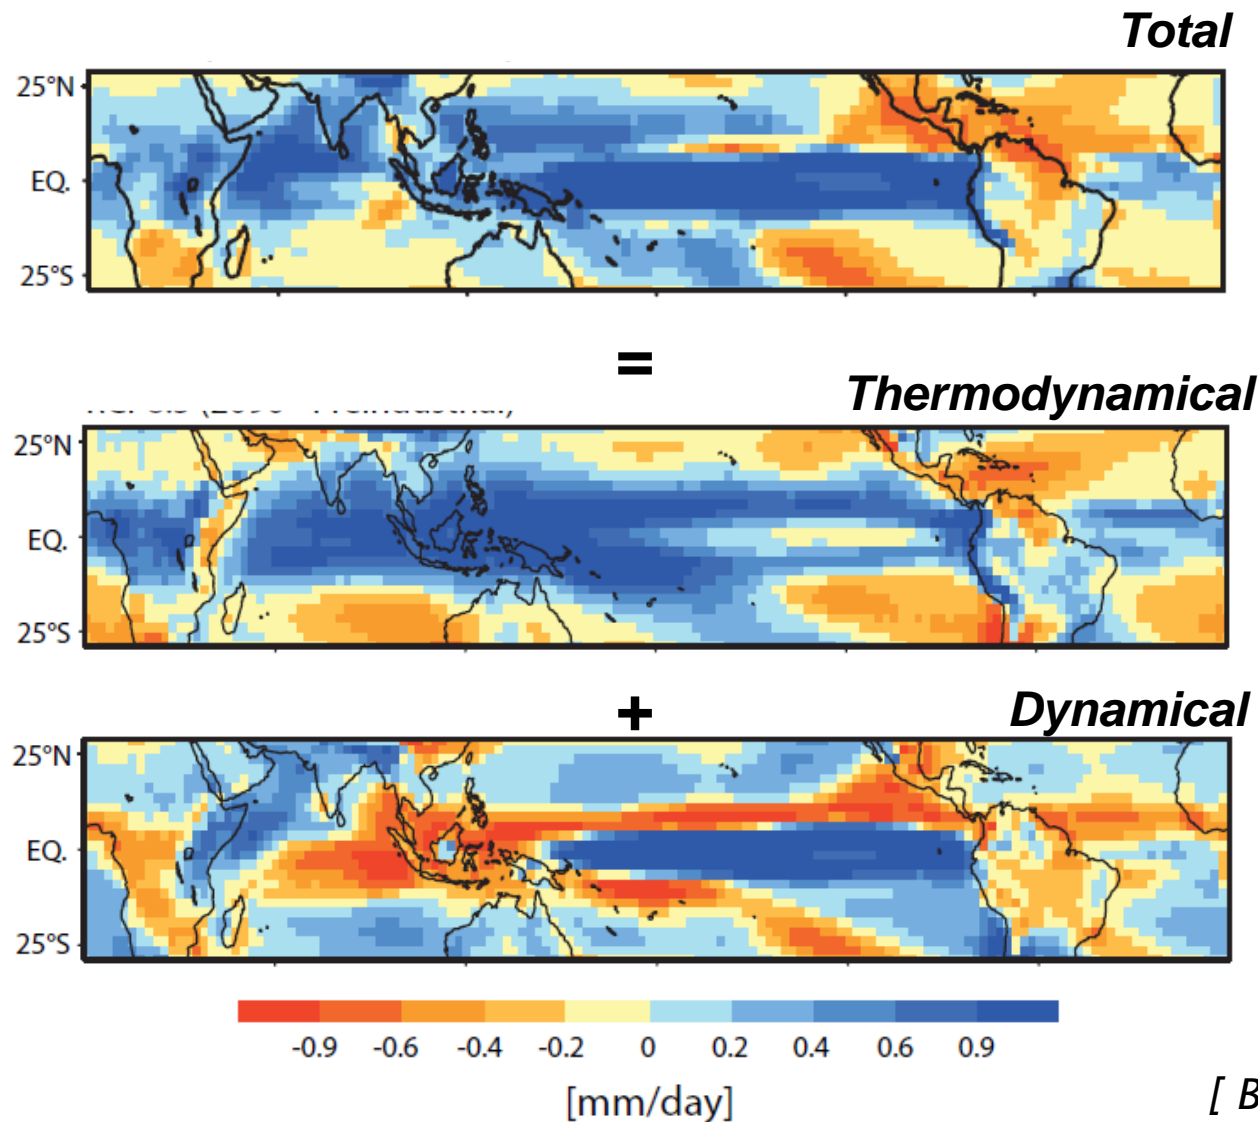 Total
25°N
EQ.
25°S
=
Thermodynamical
25°N
EQ.
25°S
+
Dynamical
25°N
EQ.
25°S
-0.9 -0.6 -0.4 -0.2 0 0.2 0.4 0.6 0.9
[mm/day]
[ B